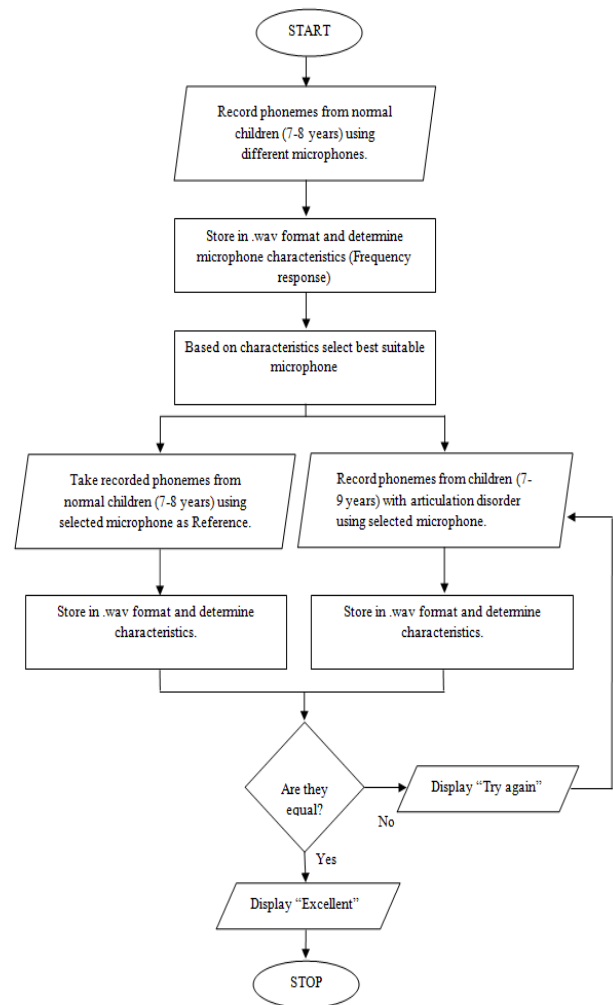 START
Record phonemes from normal
children (7-8 years) using
different microphones.
Store in .wav format and determine
microphone characteristics (Frequency
response)
Based on characteristics select best suitable
microphone
Take recorded phonemes from
normal children (7-8 years) using
selected microphone as Reference.
Record phonemes from children (7-
9 years) with articulation disorder
using selected microphone.
Store in .wav format and determine
characteristics.
Store in .wav format and determine
characteristics.
Are they
equal?
Display “Try again”
No
Yes
Display “Excellent”
STOP